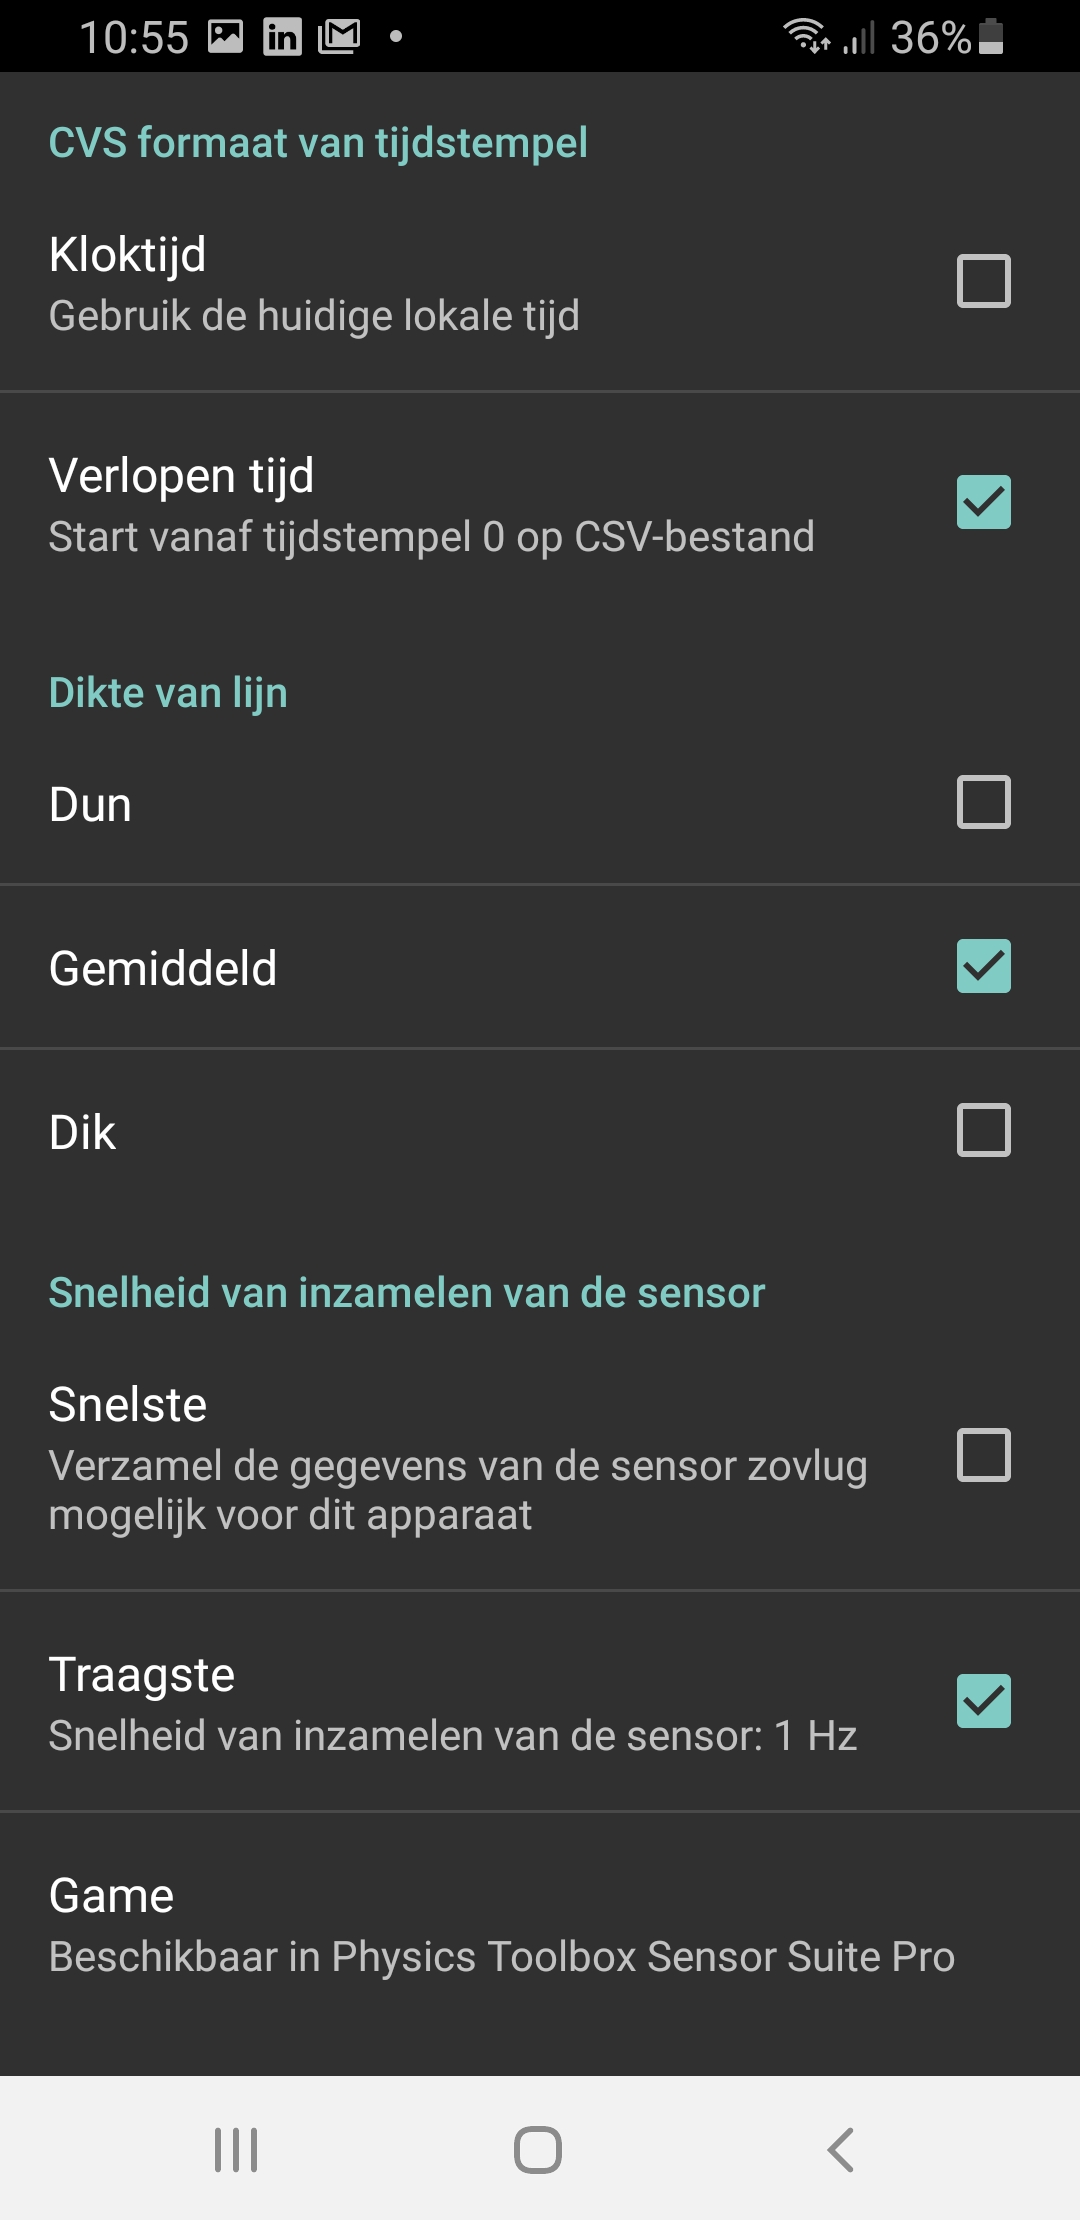 10:55
36%
CVS formaat van tijdstempel
Kloktijd
Gebruik de huidige lokale tijd
Verlopen tijd
Start vanaf tijdstempel 0 op CSV-bestand
Dikte van lijn
Dun
Gemiddeld
Dik
Snelheid van inzamelen van de sensor
Snelste
Verzamel de gegevens van de sensor zovlug
mogelijk voor dit apparaat
Traagste
Snelheid van inzamelen van de sensor: 1 Hz
Game
Beschikbaar in Physics Toolbox Sensor Suite Pro